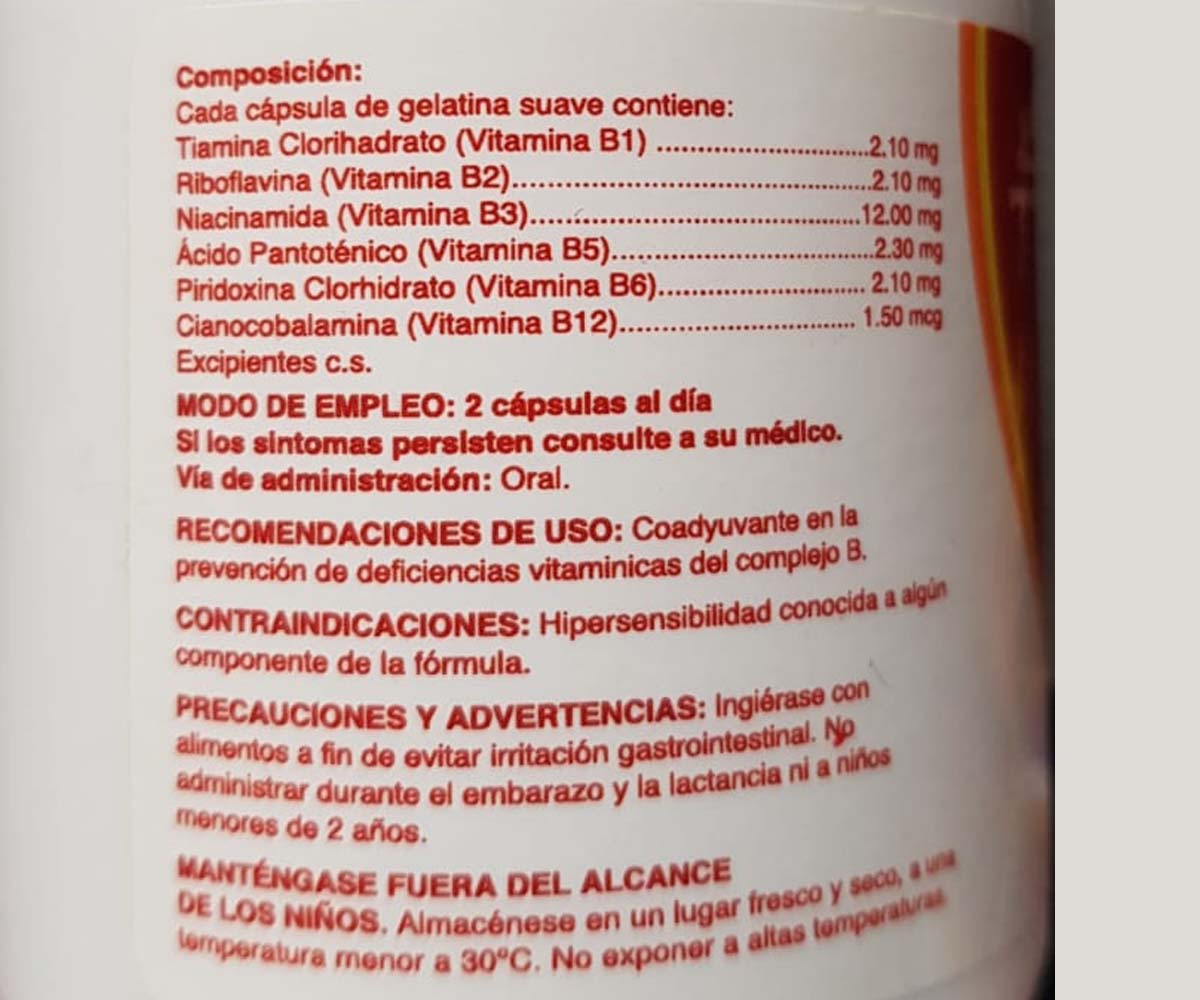 Composición:
Cada cápsula de gelatina suave contiene:
Tiamina Clorihadrato (Vitamina B1) ..............................2.10 mg
Riboflavina (Vitamina B2)..................................................2.10 mg
Niacinamida (Vitamina B3)..............................................12.00 mg
Ácido Pantoténico (Vitamina B5)....................................2.30 mg
Piridoxina Clorhidrato (Vitamina B6)............................. 2.10 mg
Cianocobalamina (Vitamina B12)................................. 1.50 mcg
Excipientes c.s.
MODO DE EMPLEO: 2 cápsulas al día
Si los sintomas persisten consulte a su médico.
Vía de administración: Oral.
RECOMENDACIONES DE USO: Coadyuvante en la
prevención de deficiencias vitaminicas del complejo B.
CONTRAINDICACIONES: Hipersensibilidad conocida a algún
componente de la fórmula.
PRECAUCIONES Y ADVERTENCIAS: Ingiérase con
alimentos a fin de evitar irritación gastrointestinal. No
administrar durante el embarazo y la lactancia ni a niños
menores de 2 años.
MANTÉNGASE FUERA DEL ALCANCE
DE LOS NIÑOS. Almacénese en un lugar fresco y seco, a una
temperatura menor a 30°C. No exponer a altas temperaturas